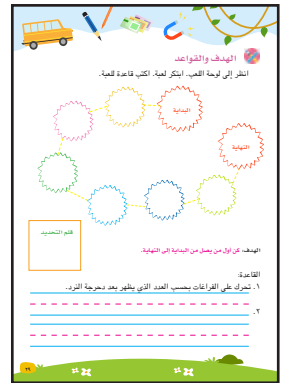 الهدف والقواعد
انظر إلى لوحة اللعب. ابتكر لعبة. اكتب قاعدة للعبة.
البداية
النهاية
قلم التحديد
الهدف: كن أول من يصل من البداية إلى النهاية.
القاعدة:
١. تحرك على الفراغات بحسب العدد الذي يظهر بعد دحرجة النرد.
٢.
٢٩